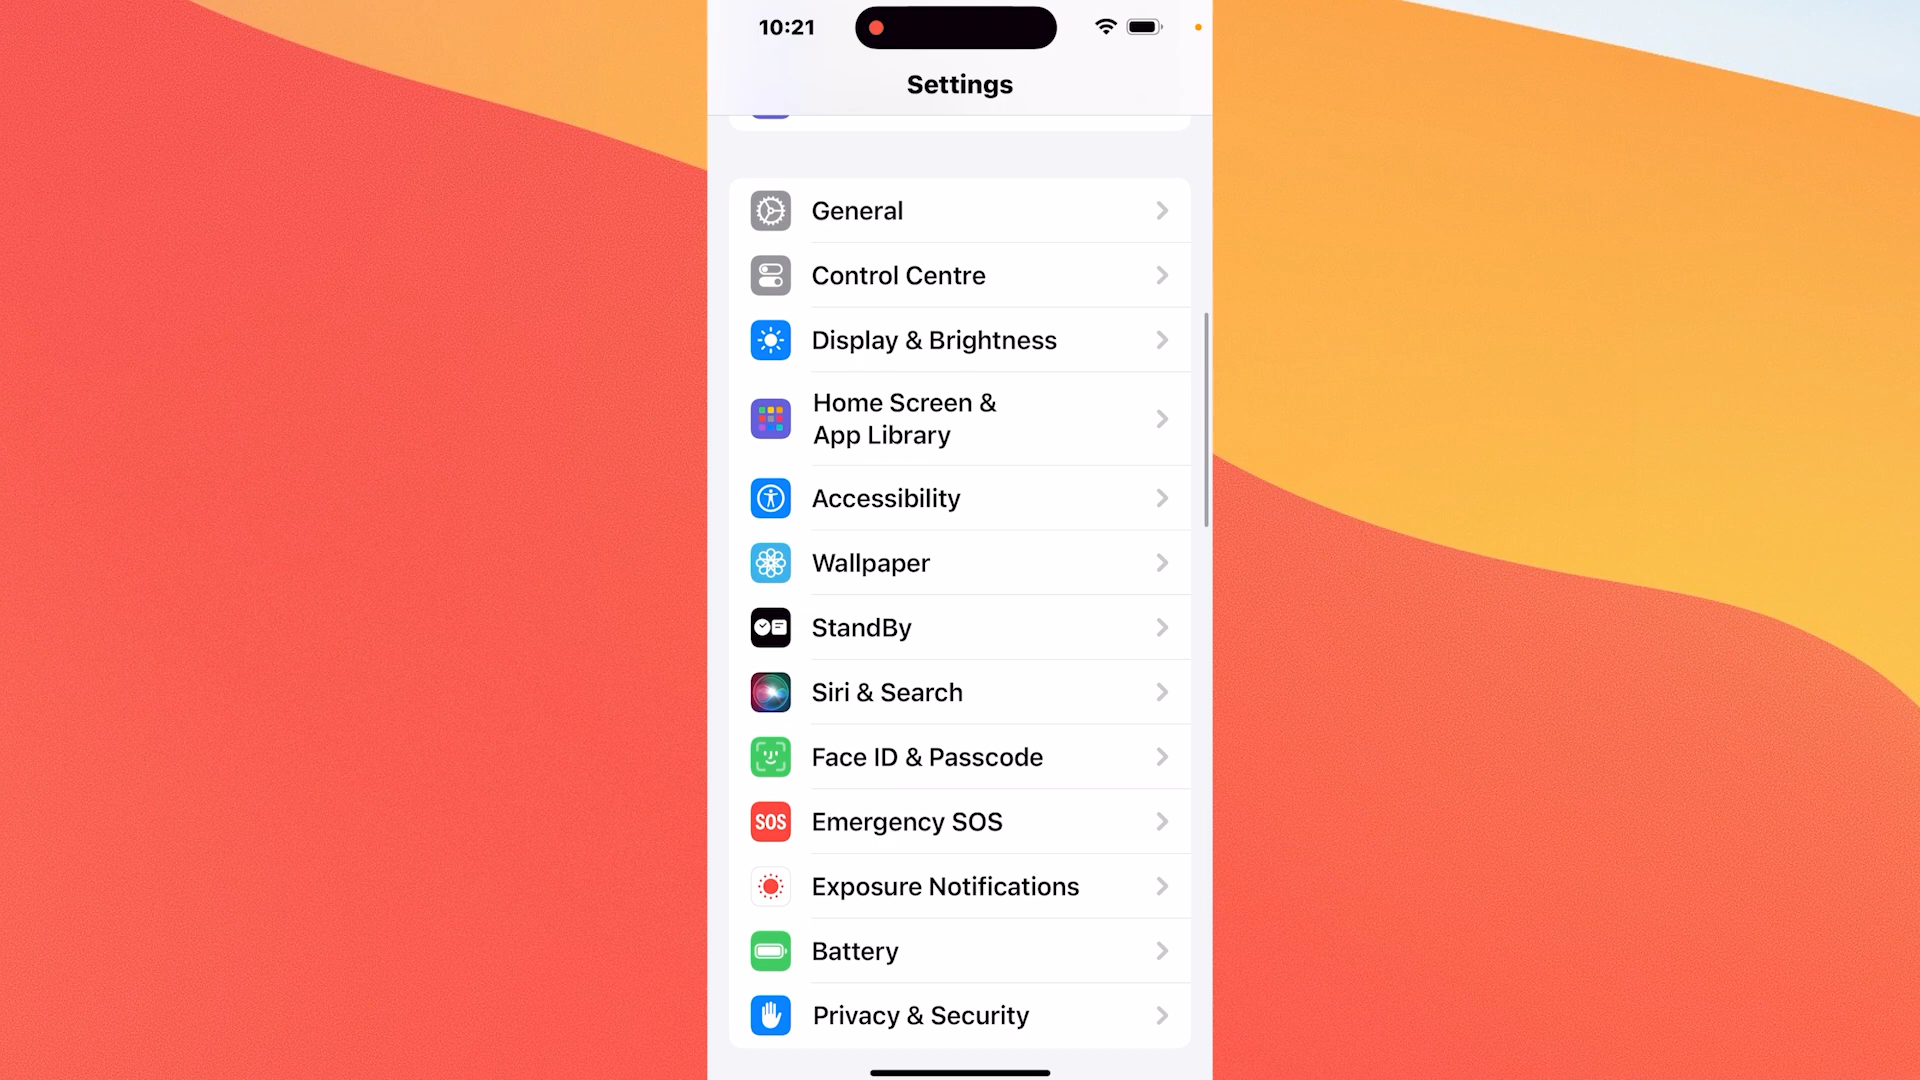 10:21
Settings
General
Control Centre
Display & Brightness
Home Screen &
App Library
Accessibility
Wallpaper
StandBy
Siri & Search
Face ID & Passcode
SOS
Emergency SOS
Exposure Notifications
Battery
Privacy & Security